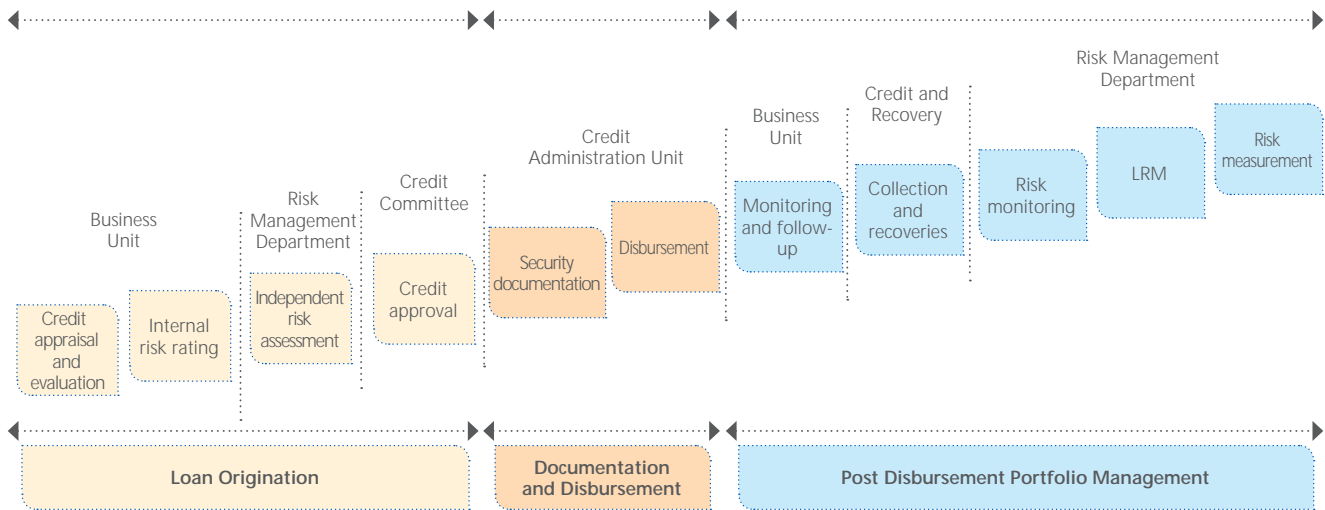 Business
Unit
Credit
appraisal
and
evaluation
Internal
risk rating
Risk
Management
Department
Independent
risk
assessment
Credit
Committee
Credit
approval
Credit
Administration Unit
Security
documentation
Disbursement
Business
Unit
Monitoring
and follow-
up
Credit and
Recovery
Collection
and
recoveries
Risk Management
Department
Risk
monitoring
LRM
Risk
measurement
Loan Origination
Documentation
and Disbursement
Post Disbursement Portfolio Management